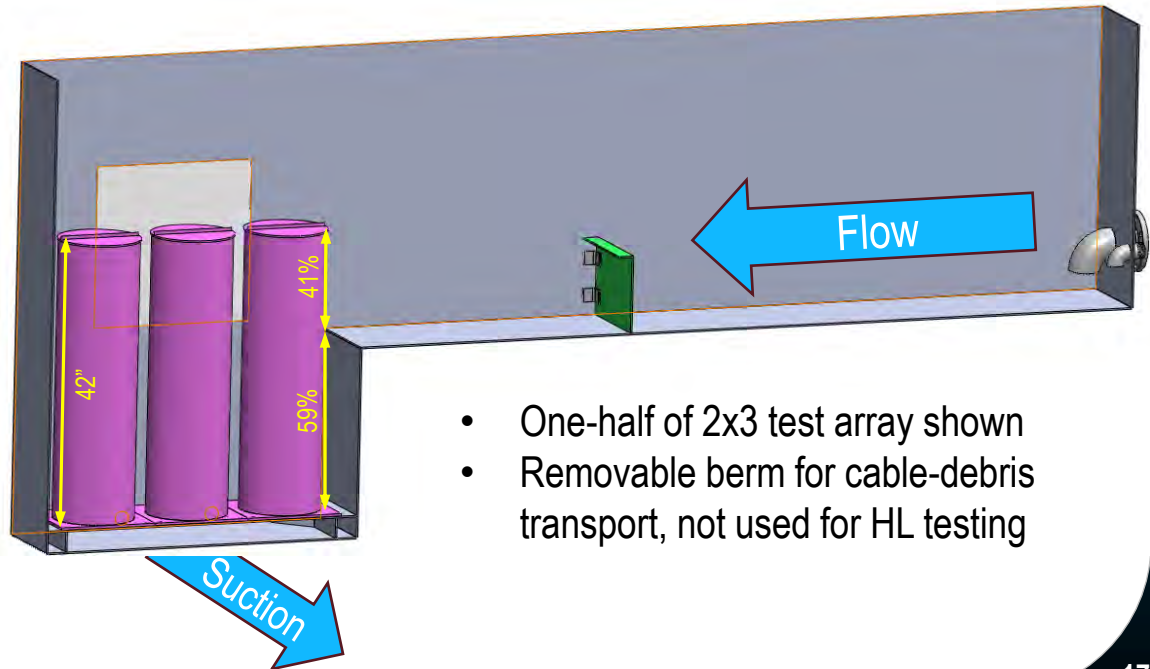 Flow
41%
42”
59%
Suction
• One-half of 2x3 test array shown
• Removable berm for cable-debris
transport, not used for HL testing
17